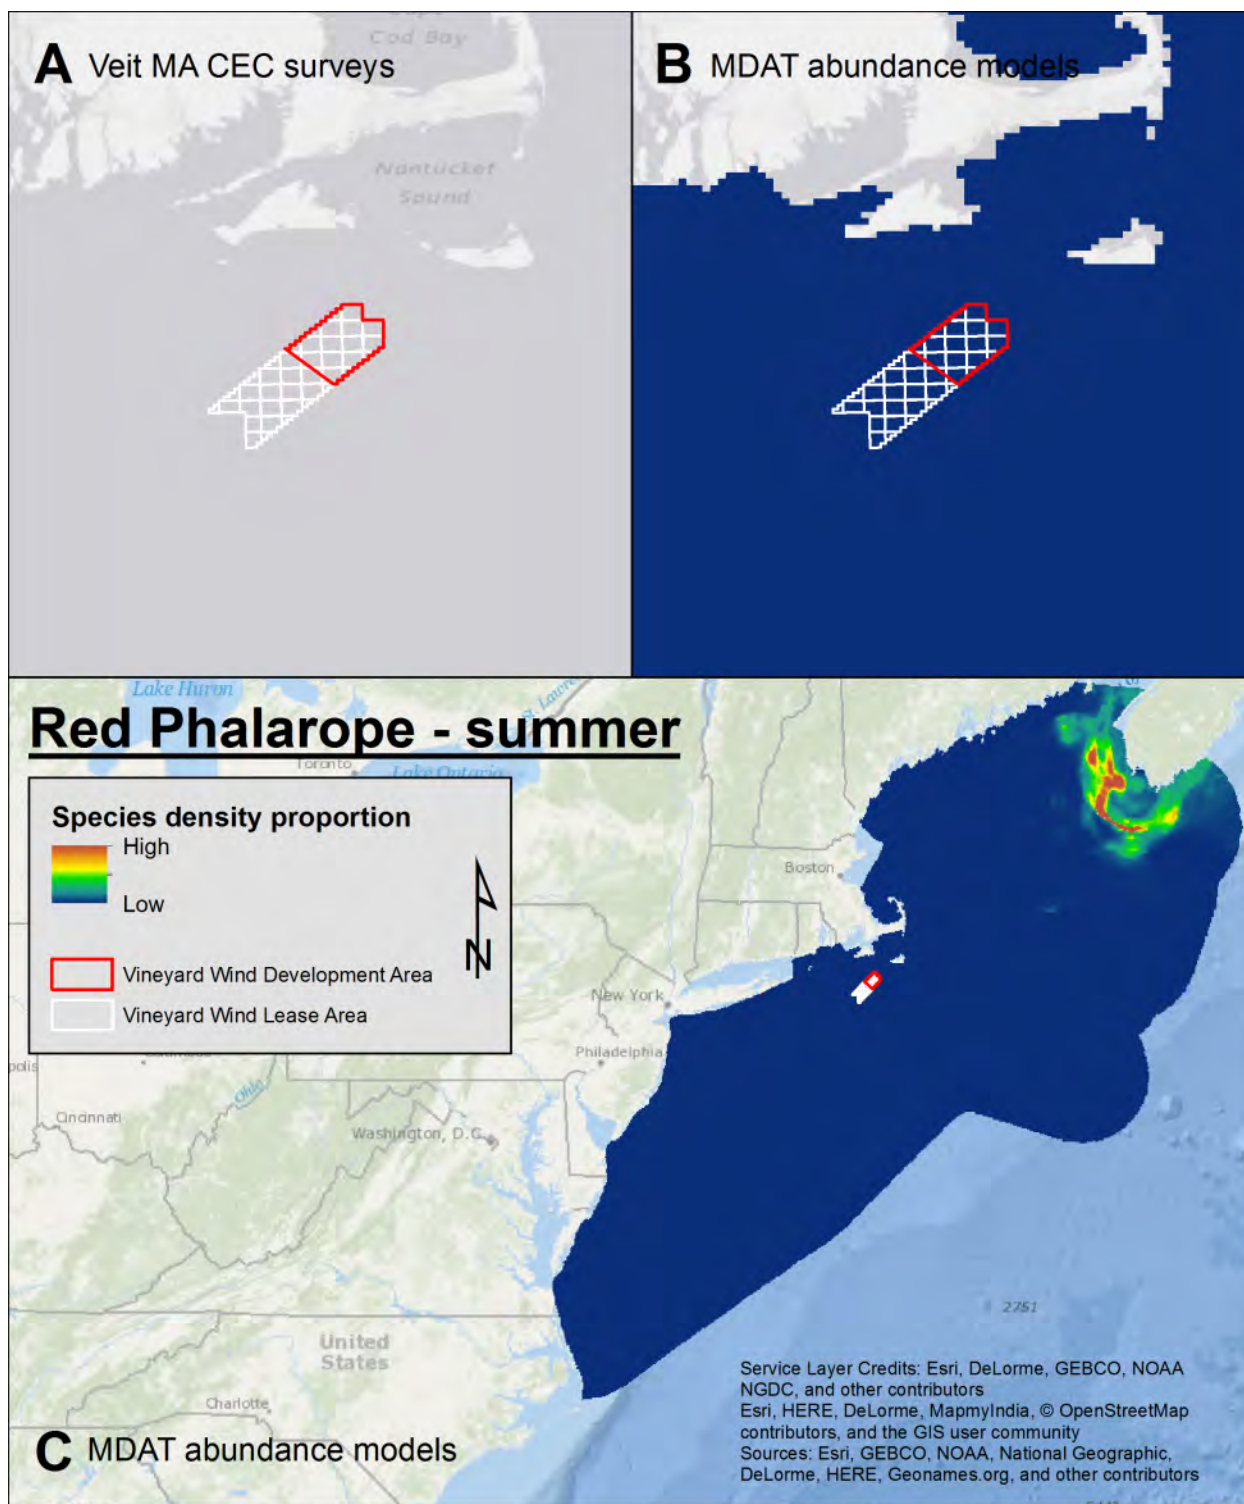 Cape
Cod Bay
A Veit MA CEC surveys
Nantucket
Sound
B MDAT abundance models
Lake Huron
St. Lawre
Red Phalarope - summer
Toronto
Lake Ontario
Species density proportion
High
Low
N
Vineyard Wind Development Area
Vineyard Wind Lease Area
Boston
New York
Philadelphia
polis
Ohio
Cincinnati
Washington, D.C.
2751
United
States
Charlotte
C MDAT abundance models
Service Layer Credits: Esri, DeLorme, GEBCO, NOAA
NGDC, and other contributors
Esri, HERE, DeLorme, MapmyIndia, © OpenStreetMap
contributors, and the GIS user community
Sources: Esri, GEBCO, NOAA, National Geographic,
DeLorme, HERE, Geonames.org, and other contributors